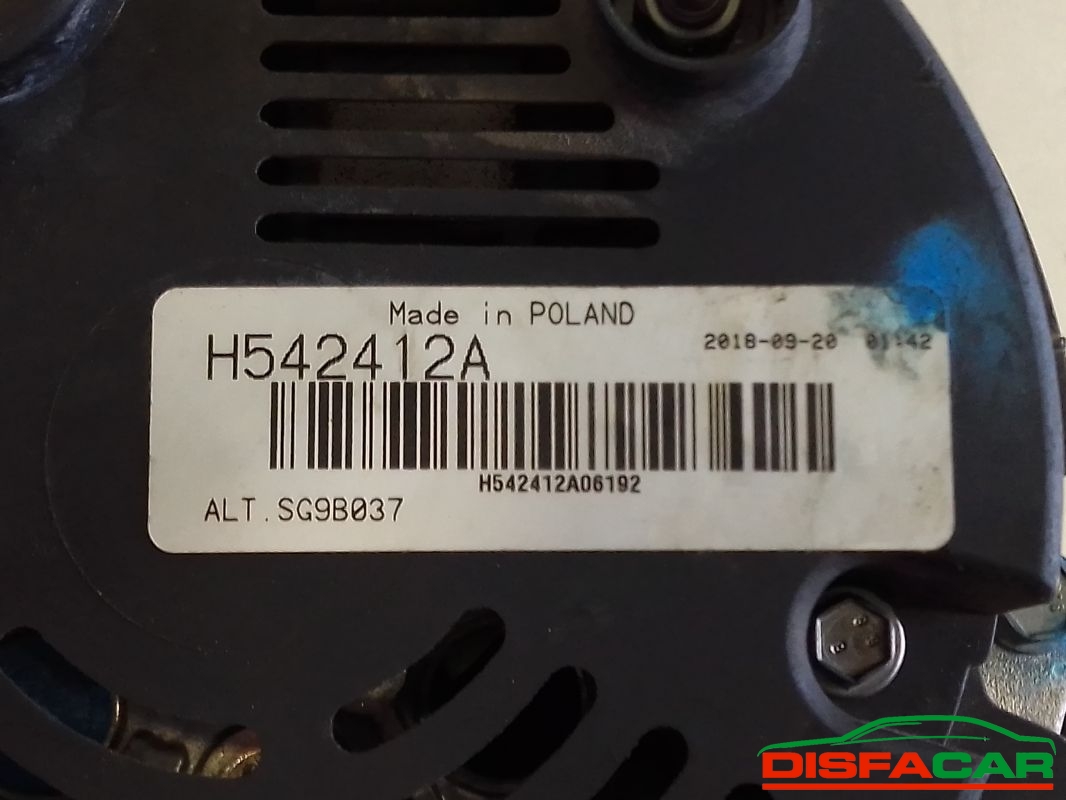 Made in POLAND
H542412A
2018-09-20 01:42
H542412A06192
ALT.SG9B037
DISFACAR